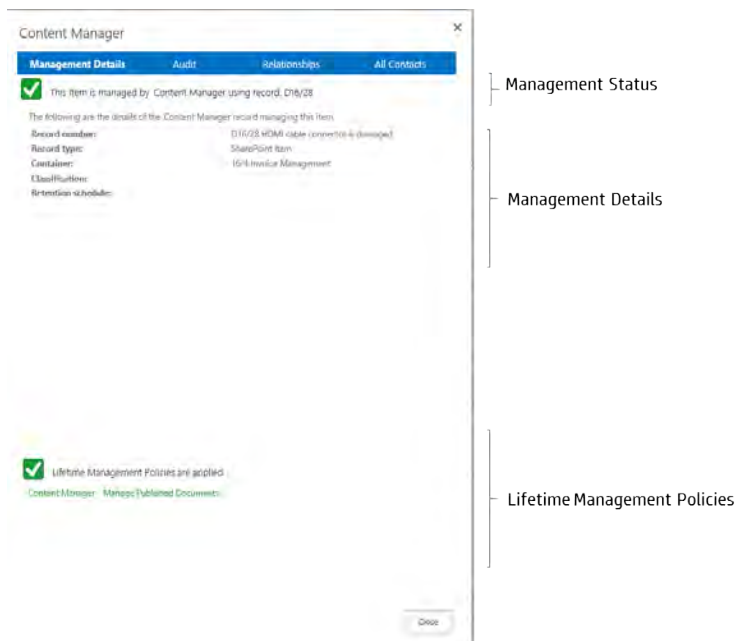 Content Manager
Management Details Audit Relationships All Contacts
This item is managed by Content Manager using record: D16/28
Management Status
The following are the details of the Content Manager record managing this item
Record number: D16/28 HDMI cable connector is damaged
Record type: SharePoint Item
Container: 16/4 Invoice Management
Classification:
Retention schedule:
Management Details
Lifetime Management Policies are applied
Content Manager Manage Published Documents
Lifetime Management Policies
Close